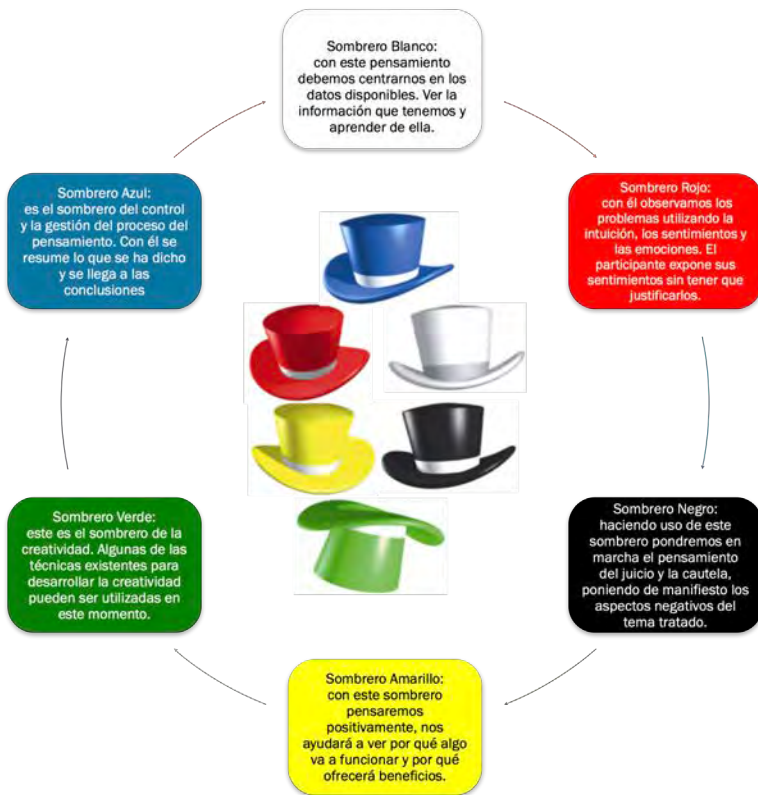 Sombrero Blanco:
con este pensamiento
debemos centrarnos en los
datos disponibles. Ver la
información que tenemos y
aprender de ella.
Sombrero Rojo:
con él observamos los
problemas utilizando la
intuición, los sentimientos y
las emociones. El
participante expone sus
sentimientos sin tener que
justificarlos.
Sombrero Negro:
haciendo uso de este
sombrero pondremos en
marcha el pensamiento
del juicio y la cautela,
poniendo de manifiesto los
aspectos negativos del
tema tratado.
Sombrero Amarillo:
con este sombrero
pensaremos
positivamente, nos
ayudará a ver por qué algo
va a funcionar y por qué
ofrecerá beneficios.
Sombrero Verde:
este es el sombrero de la
creatividad. Algunas de las
técnicas existentes para
desarrollar la creatividad
pueden ser utilizadas en
este momento.
Sombrero Azul:
es el sombrero del control
y la gestión del proceso del
pensamiento. Con él se
resume lo que se ha dicho
y se llega a las
conclusiones